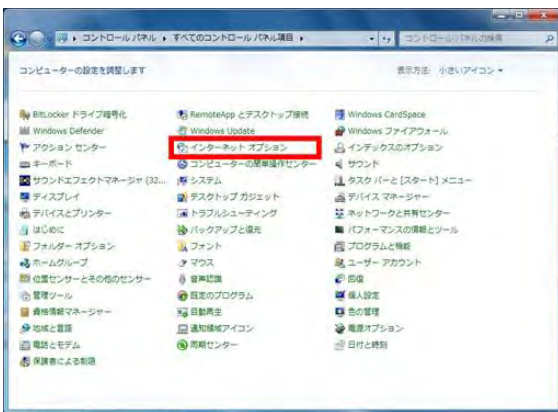 コントロール パネル ▸ すべてのコントロール パネル項目 ▸
コントロール パネルの検索
コンピューターの設定を調整します
表示方法: 小さいアイコン
BitLocker ドライブ暗号化
RemoteApp とデスクトップ接続
Windows CardSpace
Windows Defender
Windows Update
Windows ファイアウォール
アクション センター
インターネット オプション
インデックスのオプション
キーボード
コンピューターの簡単操作センター
サウンド
サウンドエフェクトマネージャ (32...
システム
タスク バーと [スタート] メニュー
ディスプレイ
デスクトップ ガジェット
デバイス マネージャー
デバイスとプリンター
トラブルシューティング
ネットワークと共有センター
はじめに
バックアップと復元
パフォーマンスの情報とツール
フォルダー オプション
フォント
プログラムと機能
ホームグループ
マウス
ユーザー アカウント
位置センサーとその他のセンサー
音声認識
回復
管理ツール
既定のプログラム
個人設定
資格情報マネージャー
自動再生
色の管理
地域と言語
通知領域アイコン
電源オプション
電話とモデム
同期センター
日付と時刻
保護者による制限